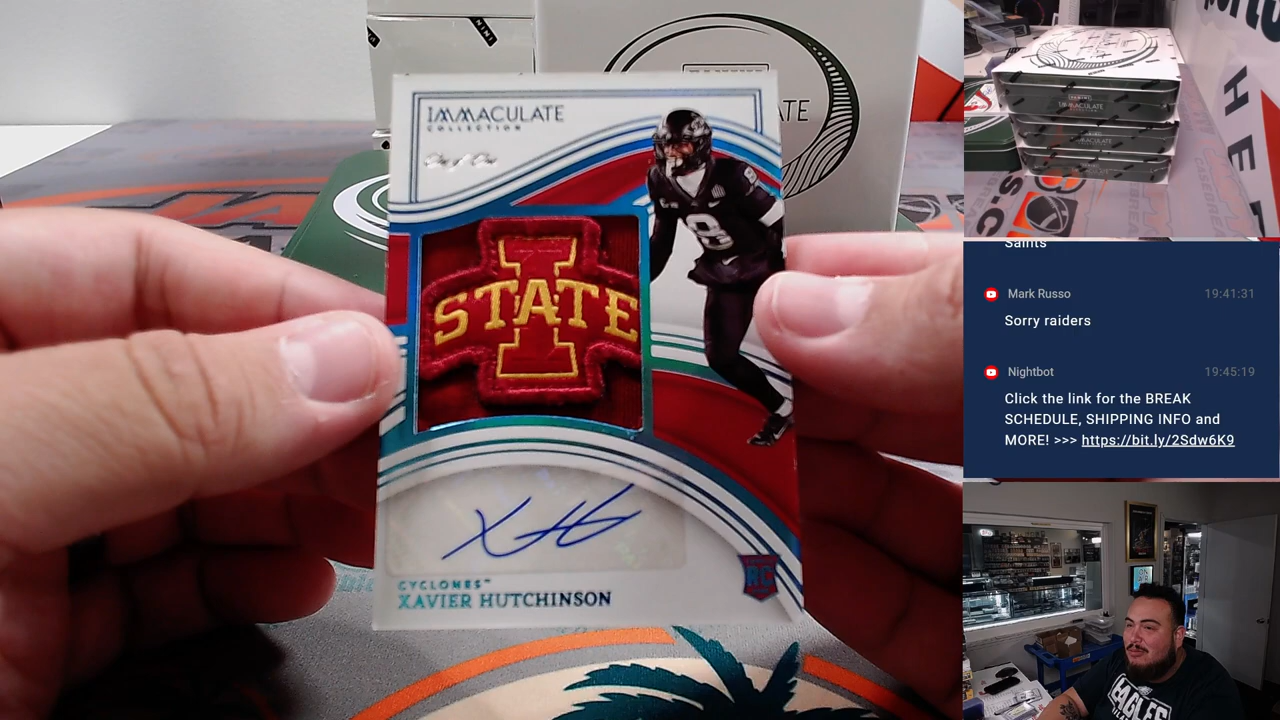 IMMACULATE
COLLECTION
One of One
8
STATE
CYCLONES™
XAVIER HUTCHINSON
RC
PANINI
IMMACULATE
Saints
Mark Russo 19:41:31
Sorry raiders
Nightbot 19:45:19
Click the link for the BREAK
SCHEDULE, SHIPPING INFO and
MORE! >>> https://bit.ly/2Sdw6K9
EAGLES